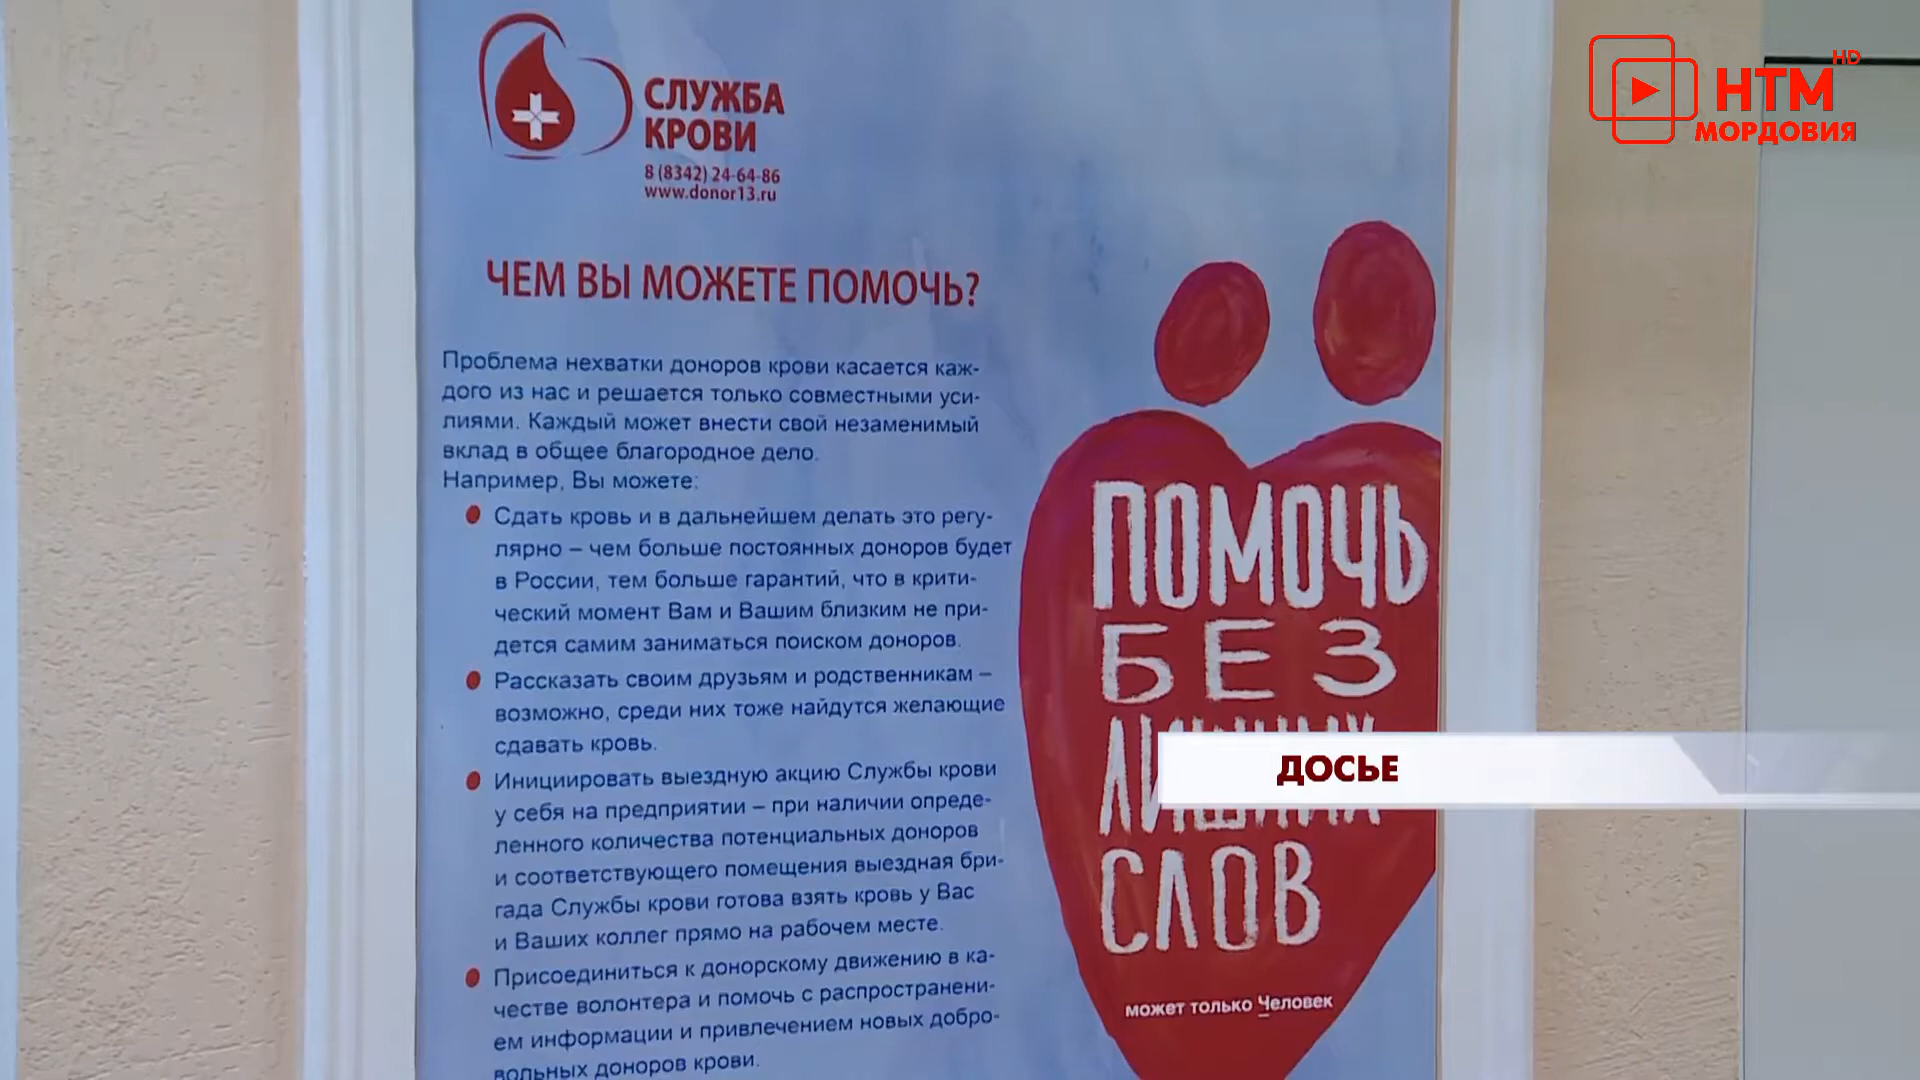 СЛУЖБА
КРОВИ
8 (8342) 24-64-86
www.donor13.ru
HD
НТМ
МОРДОВИЯ
ЧЕМ ВЫ МОЖЕТЕ ПОМОЧЬ?
Проблема нехватки доноров крови касается каж-
дого из нас и решается только совместными уси-
лиями. Каждый может внести свой незаменимый
вклад в общее благородное дело.
Например, Вы можете:
Сдать кровь и в дальнейшем делать это регу-
лярно – чем больше постоянных доноров будет
в России, тем больше гарантий, что в крити-
ческий момент Вам и Вашим близким не при-
дется самим заниматься поиском доноров.
Рассказать своим друзьям и родственникам –
возможно, среди них тоже найдутся желающие
сдавать кровь.
Инициировать выездную акцию Службы крови
у себя на предприятии – при наличии опреде-
ленного количества потенциальных доноров
и соответствующего помещения выездная бри-
гада Службы крови готова взять кровь у Вас
и Ваших коллег прямо на рабочем месте.
Присоединиться к донорскому движению в ка-
честве волонтера и помочь с распространени-
ем информации и привлечением новых добро-
вольных доноров крови.
ПОМОЧЬ
БЕЗ
ЛИШНИХ
СЛОВ
может только Человек
ДОСЬЕ